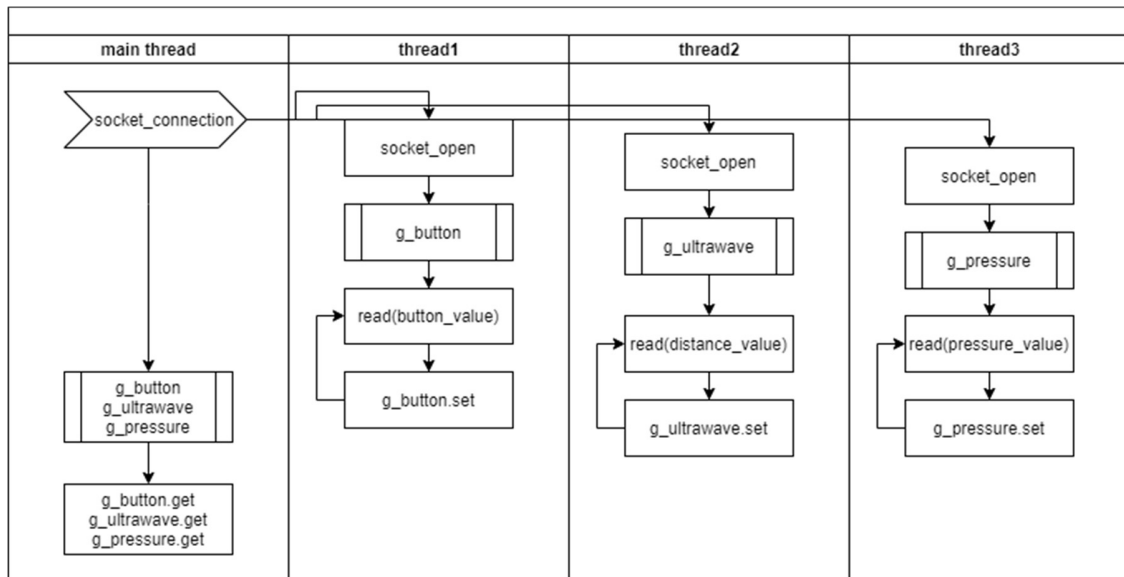 main thread
thread1
thread2
thread3
socket_connection
g_button
g_ultrawave
g_pressure
g_button.get
g_ultrawave.get
g_pressure.get
socket_open
g_button
read(button_value)
g_button.set
socket_open
g_ultrawave
read(distance_value)
g_ultrawave.set
socket_open
g_pressure
read(pressure_value)
g_pressure.set